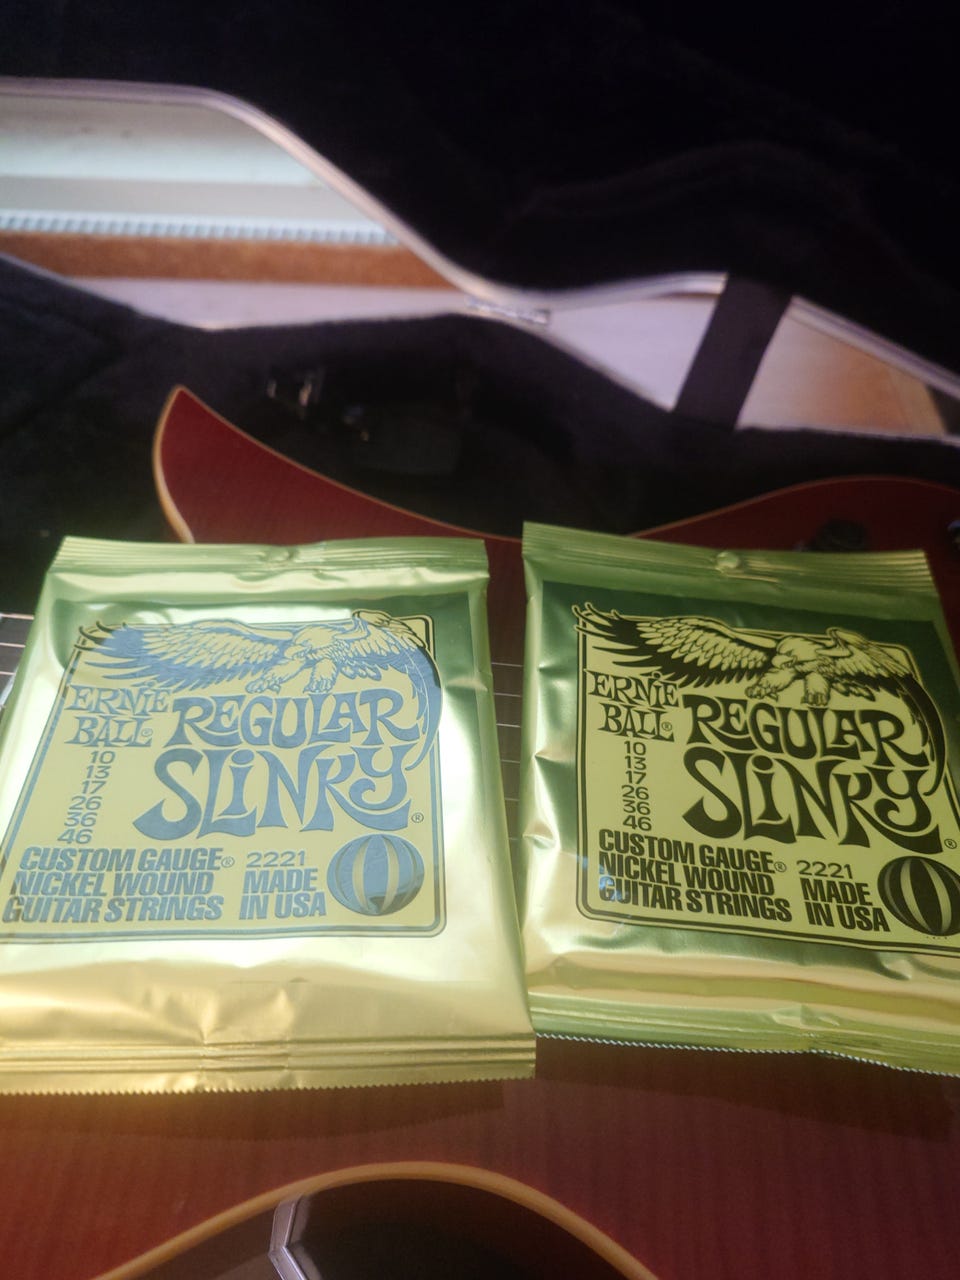 ERNiE
BALL®
REGULAR
SLiNKY®
10
13
17
26
36
46
CUSTOM GAUGE®
NICKEL WOUND
GUITAR STRINGS
2221
MADE
IN USA
ERNiE
BALL®
REGULAR
SLiNKY®
10
13
17
26
36
46
CUSTOM GAUGE®
NICKEL WOUND
GUITAR STRINGS
2221
MADE
IN USA